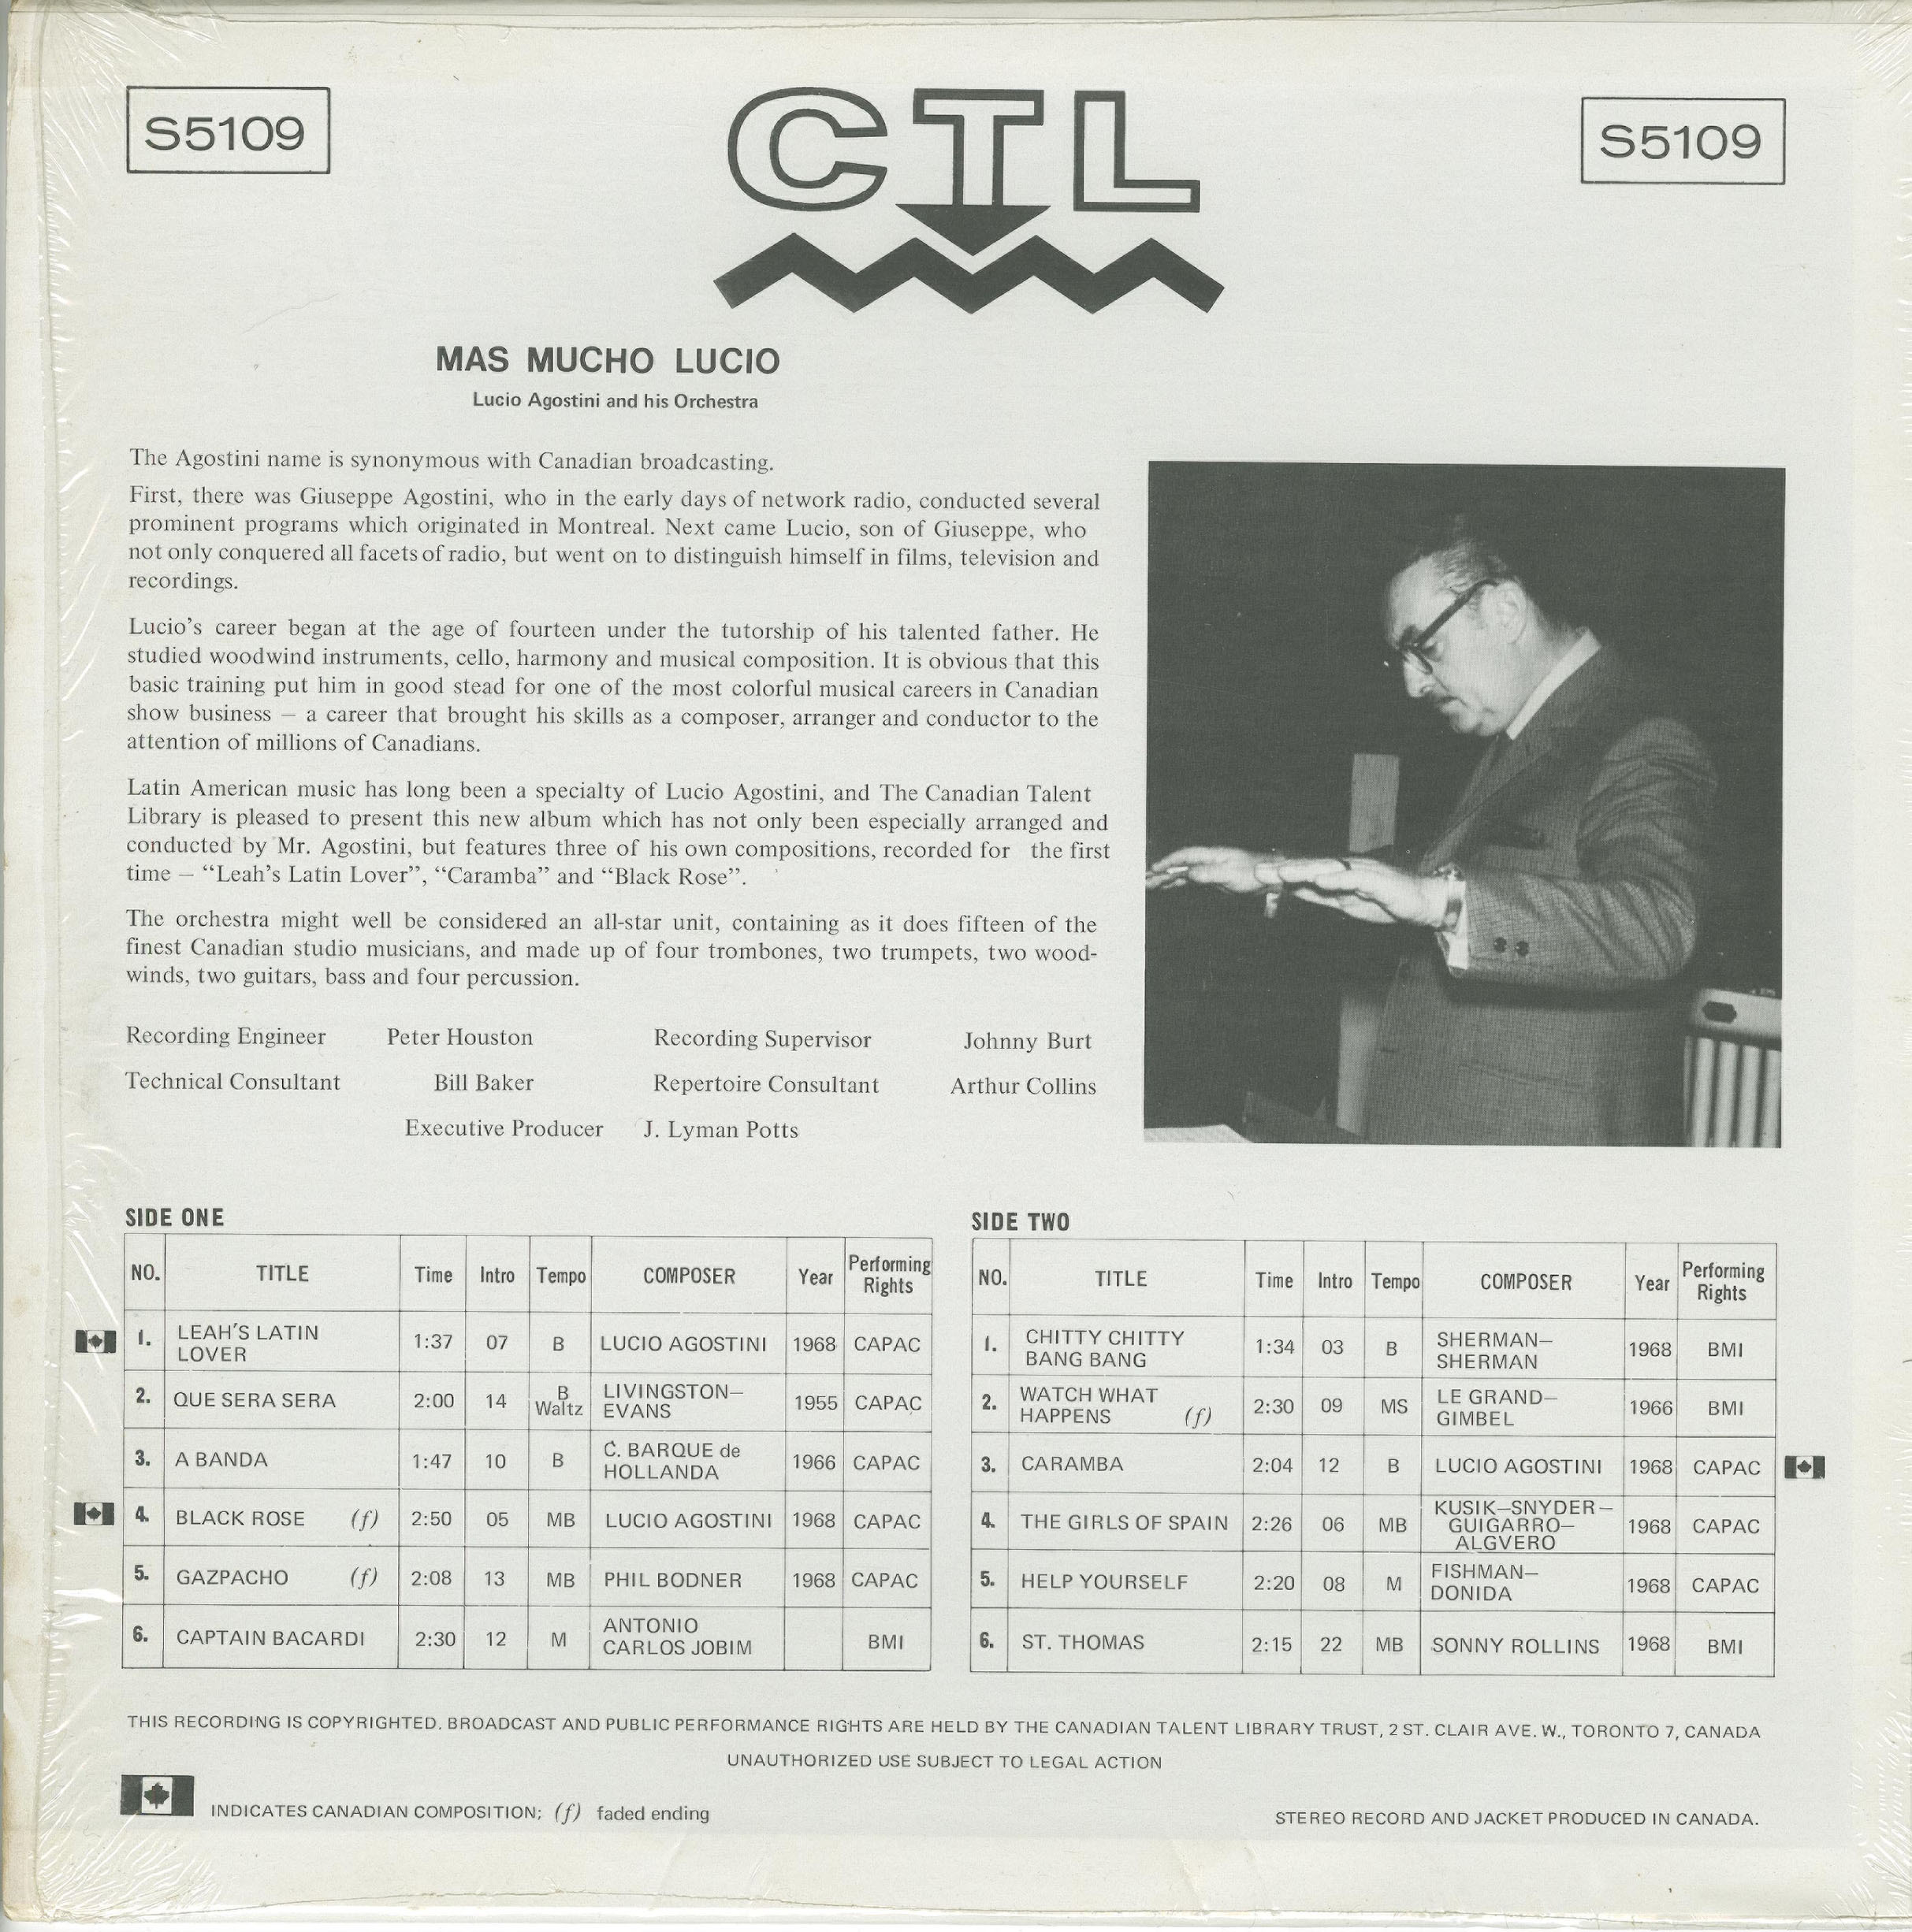 S5109
CTL
S5109
MAS MUCHO LUCIO
Lucio Agostini and his Orchestra
The Agostini name is synonymous with Canadian broadcasting.
First, there was Giuseppe Agostini, who in the early days of network radio, conducted several
prominent programs which originated in Montreal. Next came Lucio, son of Giuseppe, who
not only conquered all facets of radio, but went on to distinguish himself in films, television and
recordings.
Lucio's career began at the age of fourteen under the tutorship of his talented father. He
studied woodwind instruments, cello, harmony and musical composition. It is obvious that this
basic training put him in good stead for one of the most colorful musical careers in Canadian
show business — a career that brought his skills as a composer, arranger and conductor to the
attention of millions of Canadians.
Latin American music has long been a specialty of Lucio Agostini, and The Canadian Talent
Library is pleased to present this new album which has not only been especially arranged and
conducted by Mr. Agostini, but features three of his own compositions, recorded for the first
time — “Leah's Latin Lover”, “Caramba” and “Black Rose”.
The orchestra might well be considered an all-star unit, containing as it does fifteen of the
finest Canadian studio musicians, and made up of four trombones, two trumpets, two wood-
winds, two guitars, bass and four percussion.
Recording Engineer Peter Houston Recording Supervisor Johnny Burt
Technical Consultant Bill Baker Repertoire Consultant Arthur Collins
Executive Producer J. Lyman Potts
SIDE ONE
NO. TITLE Time Intro Tempo COMPOSER Year Performing Rights
1. LEAH'S LATIN LOVER 1:37 07 B LUCIO AGOSTINI 1968 CAPAC
2. QUE SERA SERA 2:00 14 B Waltz LIVINGSTON— EVANS 1955 CAPAC
3. A BANDA 1:47 10 B C. BARQUE de HOLLANDA 1966 CAPAC
4. BLACK ROSE (f) 2:50 05 MB LUCIO AGOSTINI 1968 CAPAC
5. GAZPACHO (f) 2:08 13 MB PHIL BODNER 1968 CAPAC
6. CAPTAIN BACARDI 2:30 12 M ANTONIO CARLOS JOBIM BMI
SIDE TWO
NO. TITLE Time Intro Tempo COMPOSER Year Performing Rights
1. CHITTY CHITTY BANG BANG 1:34 03 B SHERMAN— SHERMAN 1968 BMI
2. WATCH WHAT HAPPENS (f) 2:30 09 MS LE GRAND— GIMBEL 1966 BMI
3. CARAMBA 2:04 12 B LUCIO AGOSTINI 1968 CAPAC
4. THE GIRLS OF SPAIN 2:26 06 MB KUSIK—SNYDER— GUIGARRO— ALGVERO 1968 CAPAC
5. HELP YOURSELF 2:20 08 M FISHMAN— DONIDA 1968 CAPAC
6. ST. THOMAS 2:15 22 MB SONNY ROLLINS 1968 BMI
THIS RECORDING IS COPYRIGHTED. BROADCAST AND PUBLIC PERFORMANCE RIGHTS ARE HELD BY THE CANADIAN TALENT LIBRARY TRUST, 2 ST. CLAIR AVE. W., TORONTO 7, CANADA
UNAUTHORIZED USE SUBJECT TO LEGAL ACTION
INDICATES CANADIAN COMPOSITION; (f) faded ending
STEREO RECORD AND JACKET PRODUCED IN CANADA.